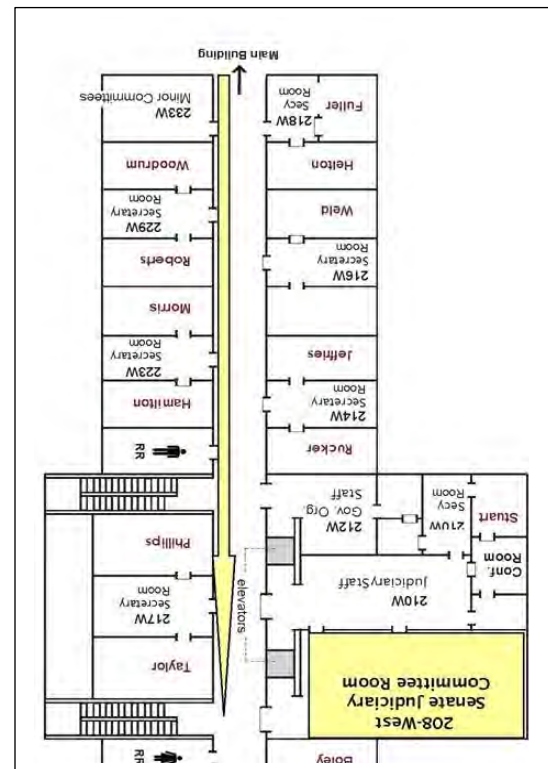 Boley
RR
208-West
Senate Judiciary
Committee Room
Taylor
elevators
210W
Judiciary Staff
217W
Secretary
Room
Conf.
Room
Stuart
210W
Secy
Room
212W
Gov. Org.
Staff
Phillips
RR
Rucker
214W
Secretary
Room
Hamilton
Jeffries
223W
Secretary
Room
Morris
216W
Secretary
Room
Roberts
Weld
229W
Secretary
Room
Helton
Woodrum
Fuller
218W
Secy
Room
233W
Minor Committees
Main Building